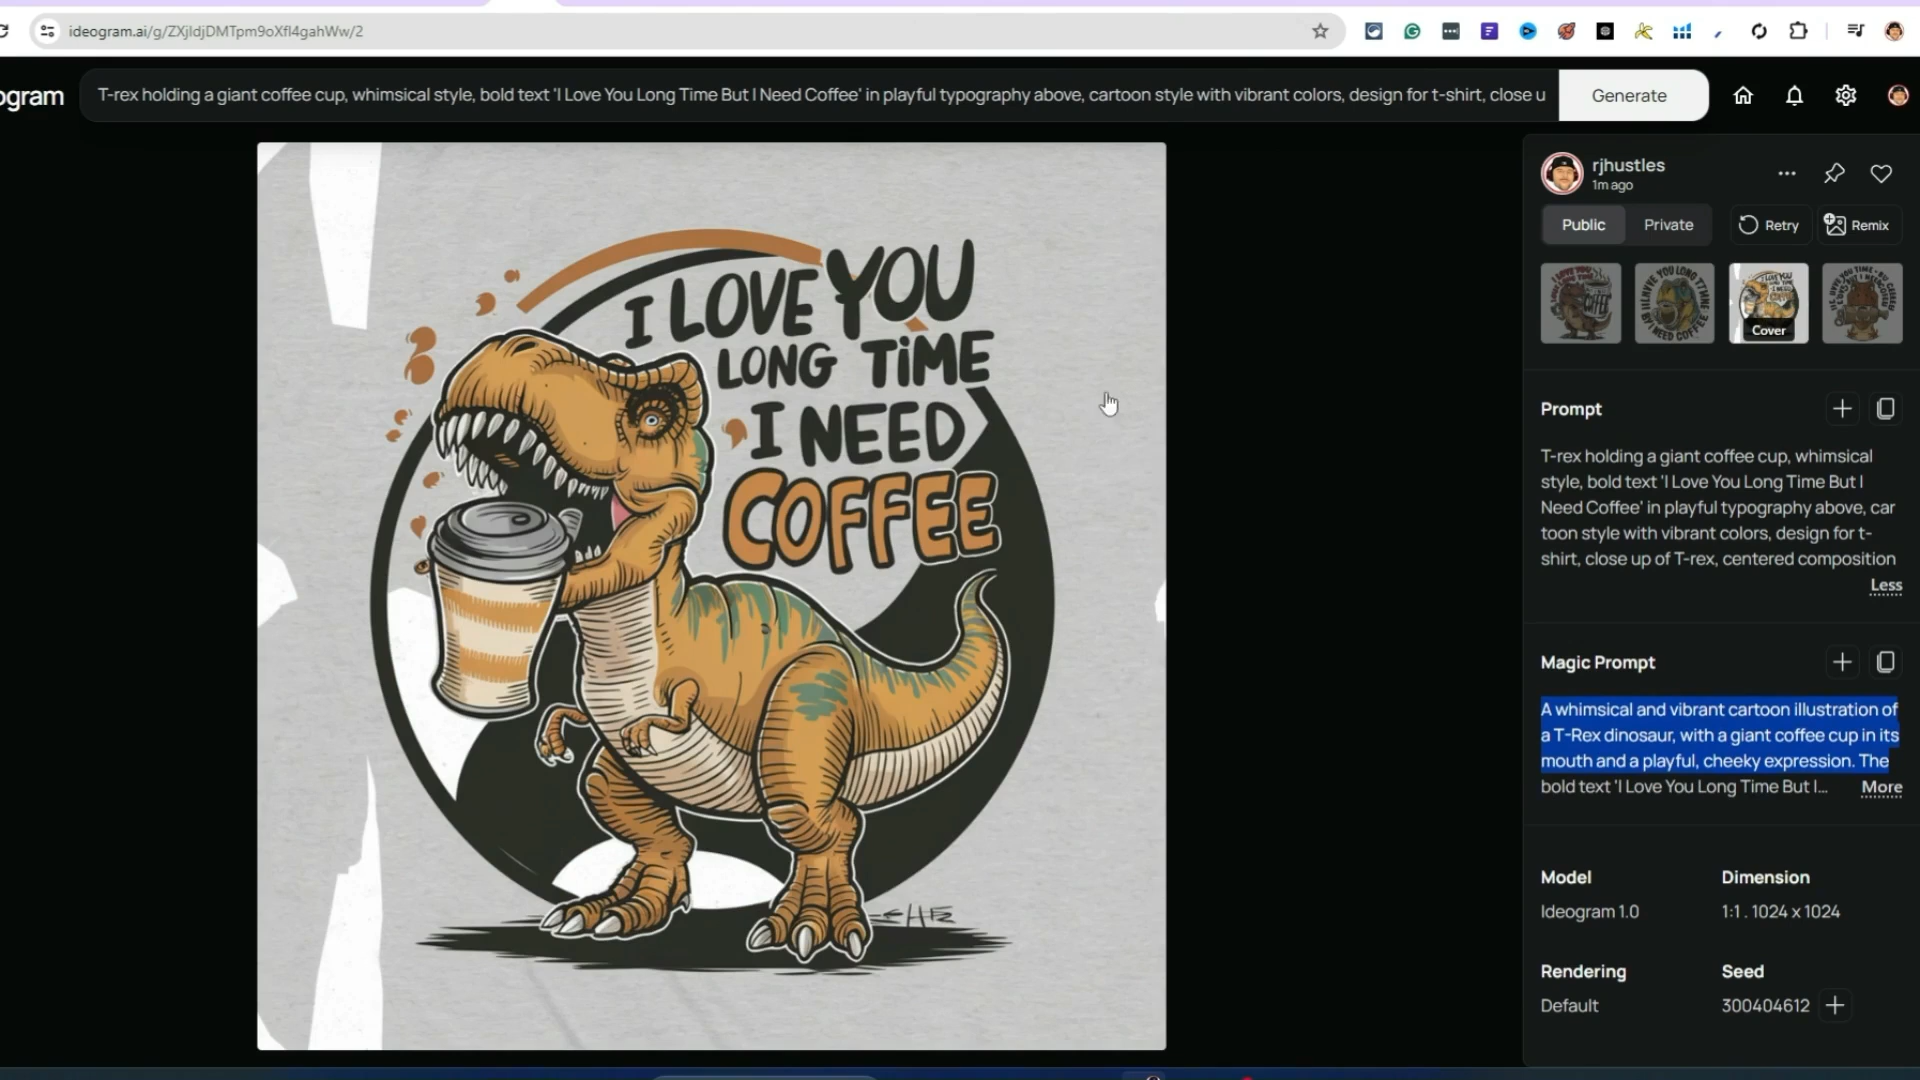 ideogram.ai/g/ZXjIdjDMTpm9oXfI4gahWw/2
ogram
T-rex holding a giant coffee cup, whimsical style, bold text 'I Love You Long Time But I Need Coffee' in playful typography above, cartoon style with vibrant colors, design for t-shirt, close u
Generate
rjhustles
1m ago
Public
Private
Retry
Remix
Cover
I LOVE YOU
LONG TiME
I NEED
COFFEE
Prompt
T-rex holding a giant coffee cup, whimsical
style, bold text 'I Love You Long Time But I
Need Coffee' in playful typography above, car
toon style with vibrant colors, design for t-
shirt, close up of T-rex, centered composition
Less
Magic Prompt
A whimsical and vibrant cartoon illustration of
a T-Rex dinosaur, with a giant coffee cup in its
mouth and a playful, cheeky expression. The
bold text 'I Love You Long Time But I...
More
Model
Dimension
Ideogram 1.0
1:1 . 1024 x 1024
Rendering
Seed
Default
300404612